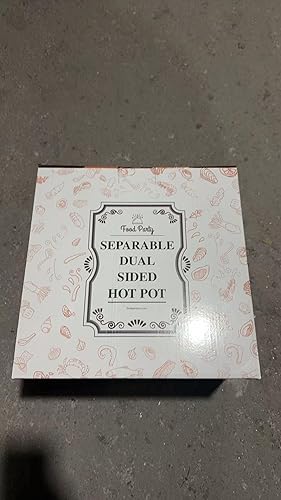 Food Party
SEPARABLE
DUAL
SIDED
HOT POT